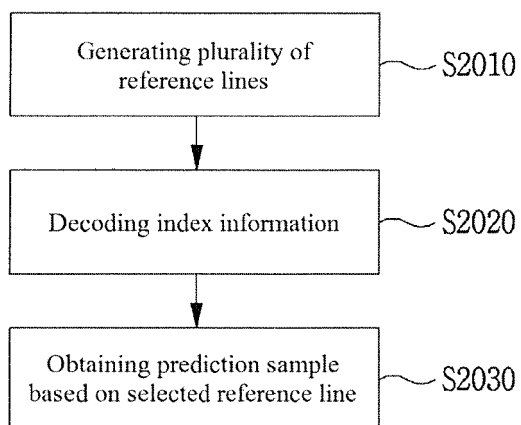 Generating plurality of
reference lines
S2010
Decoding index information
S2020
Obtaining prediction sample
based on selected reference line
S2030